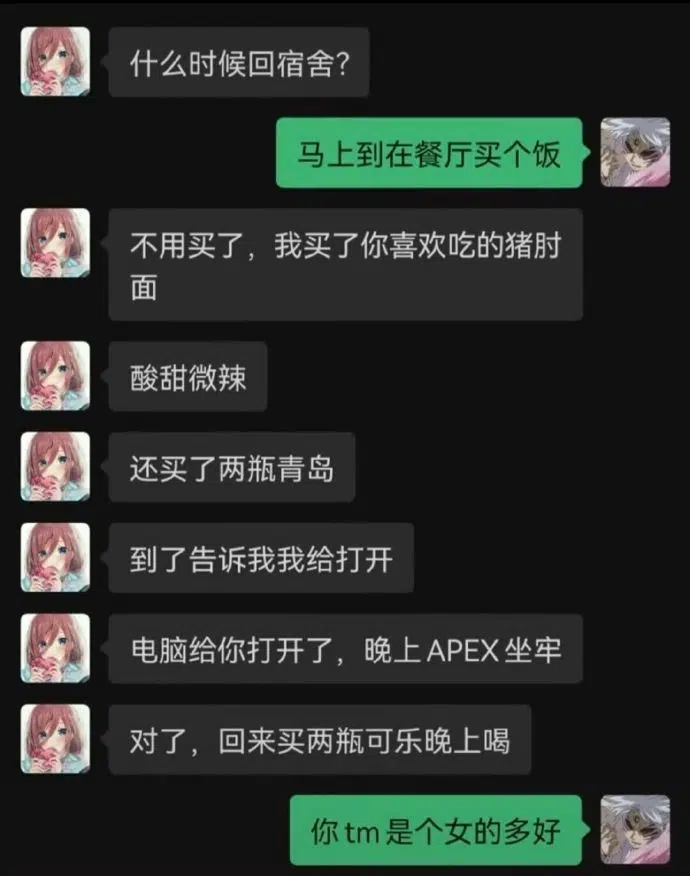 什么时候回宿舍？
马上到在餐厅买个饭
不用买了，我买了你喜欢吃的猪肘
面
酸甜微辣
还买了两瓶青岛
到了告诉我我给打开
电脑给你打开了，晚上APEX坐牢
对了，回来买两瓶可乐晚上喝
你tm是个女的多好